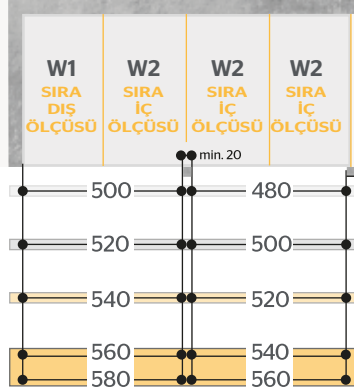 W1 W2 W2 W2
SIRA SIRA SIRA SIRA
DIŞ İÇ İÇ İÇ
ÖLÇÜSÜ ÖLÇÜSÜ ÖLÇÜSÜ ÖLÇÜSÜ
min. 20
500 480
520 500
540 520
560 540
580 560